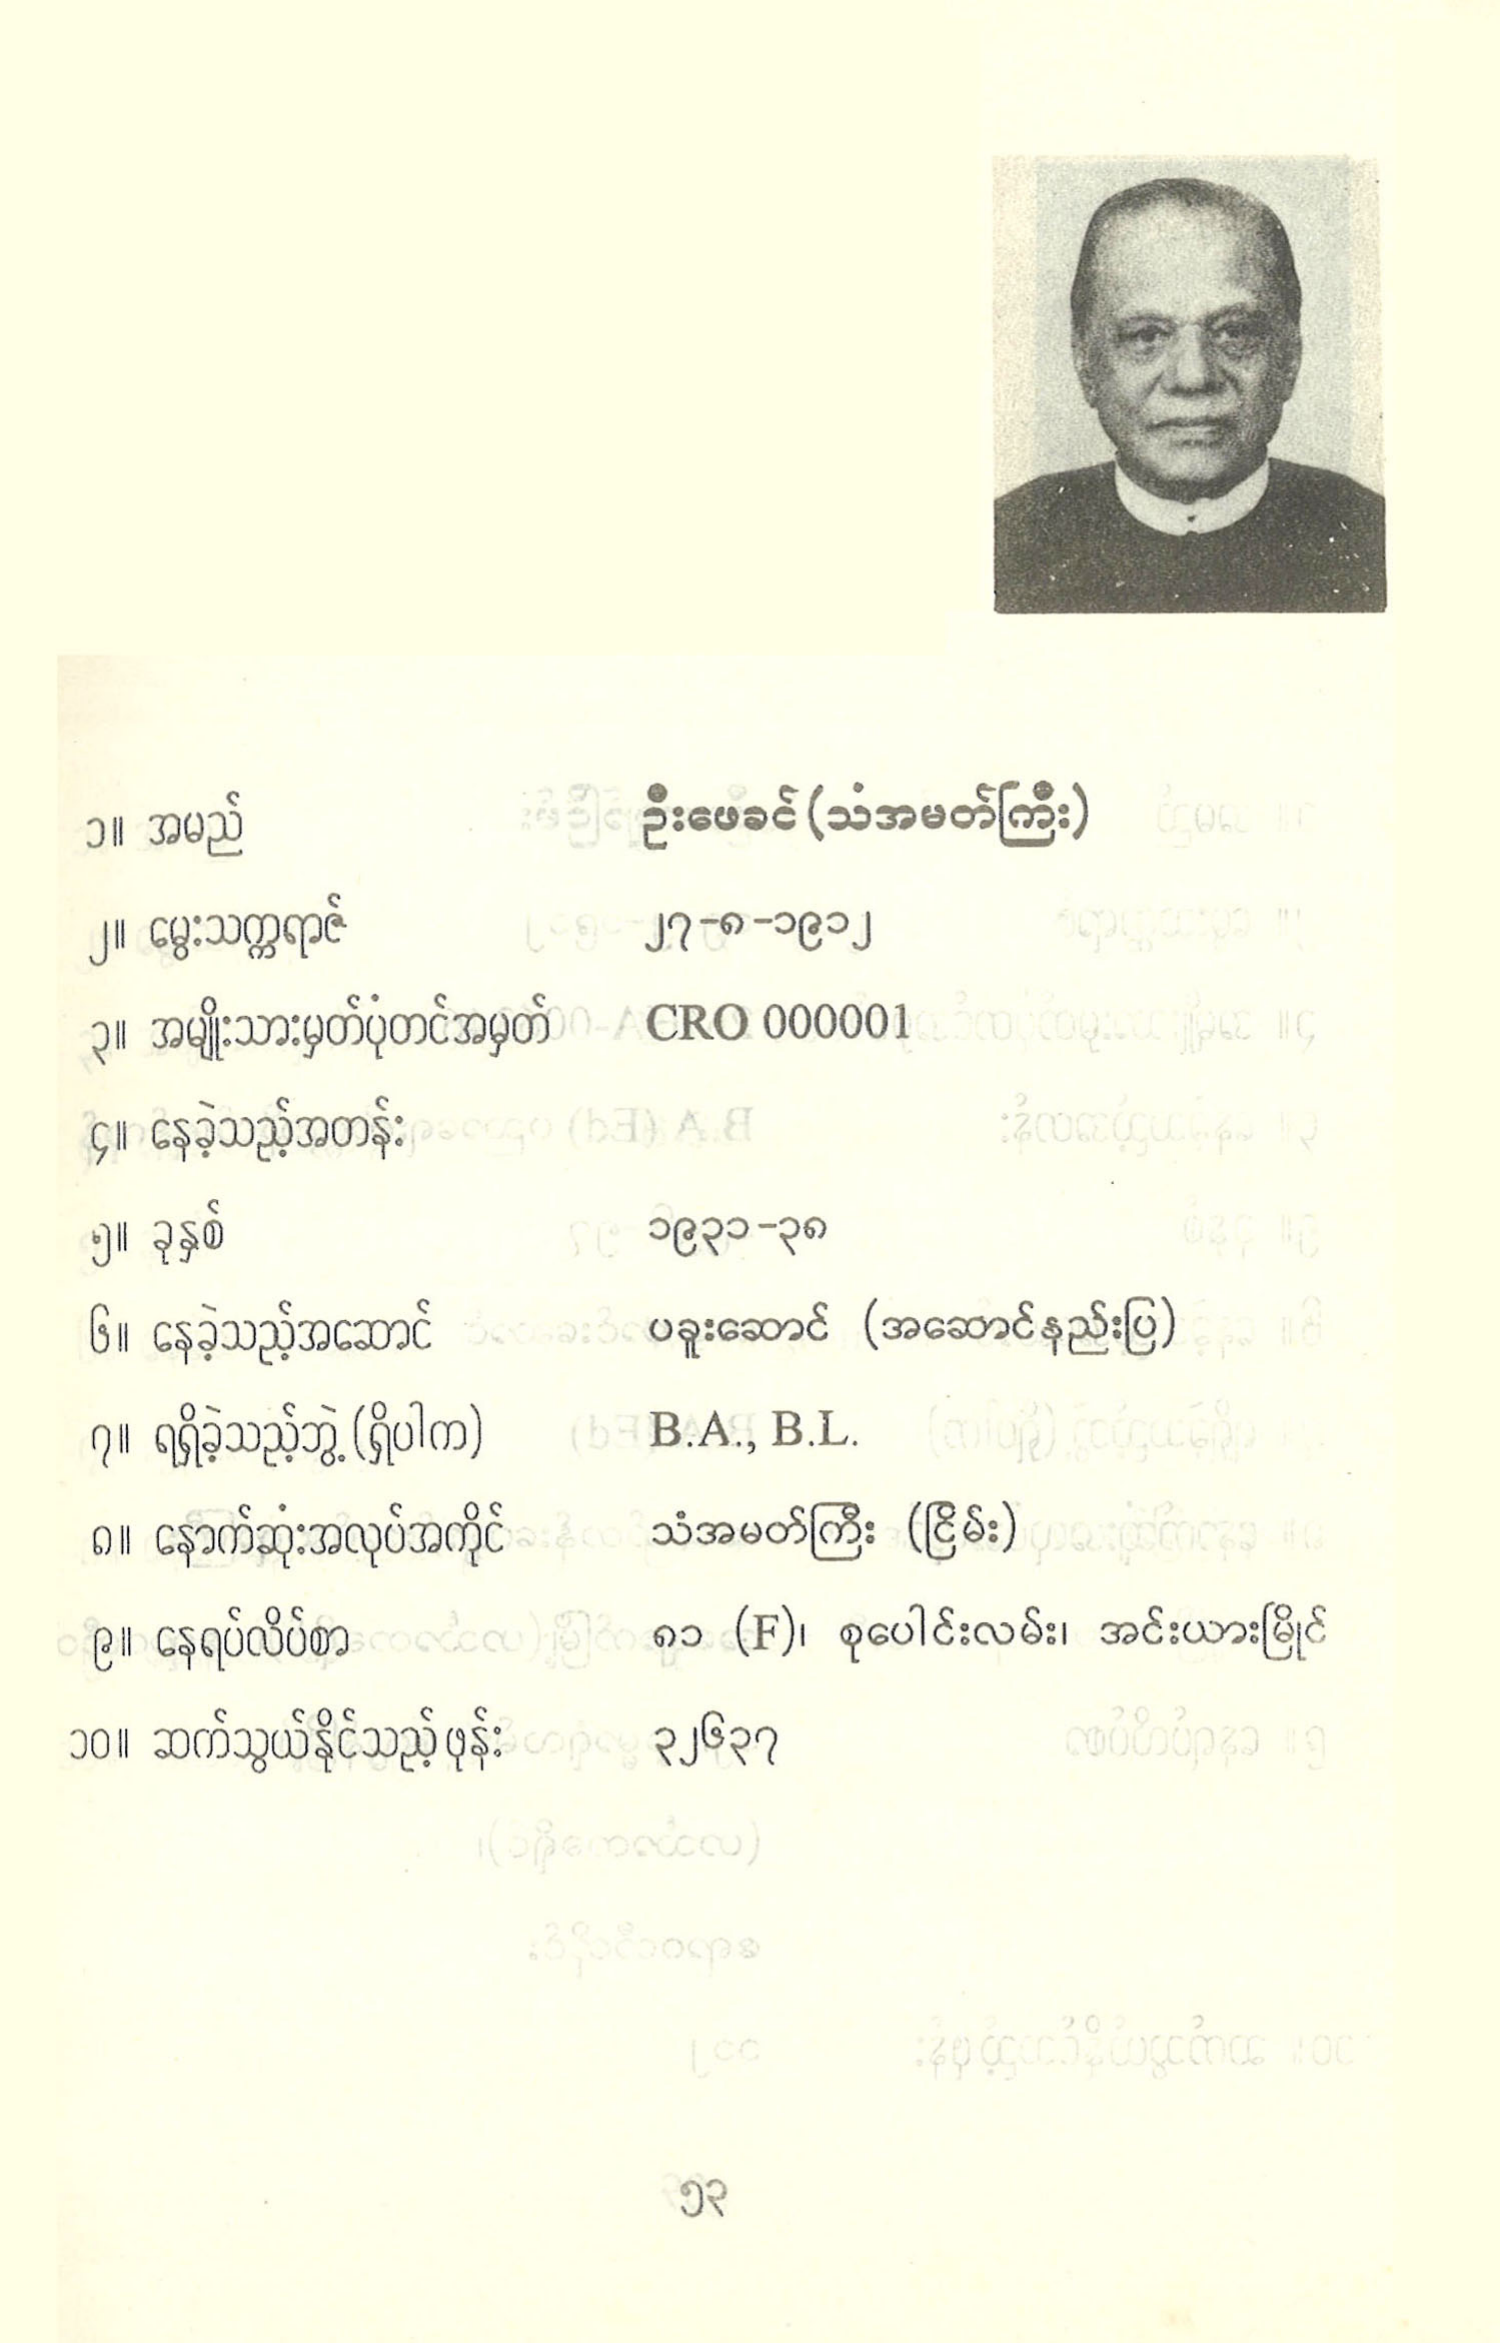 ၁။ အမည် ဦးဖေခင် (သံအမတ်ကြီး)
၂။ မွေးသက္ကရာဇ် ၂၇-၈-၁၉၁၂
၃။ အမျိုးသားမှတ်ပုံတင်အမှတ် CRO 000001
၄။ နေခဲ့သည့်အတန်း
၅။ ခုနှစ် ၁၉၃၁-၃၈
၆။ နေခဲ့သည့်အဆောင် ပခူးဆောင် (အဆောင်နည်းပြ)
၇။ ရရှိခဲ့သည့်ဘွဲ့ (ရှိပါက) B.A., B.L.
၈။ နောက်ဆုံးအလုပ်အကိုင် သံအမတ်ကြီး (ငြိမ်း)
၉။ နေရပ်လိပ်စာ ၈၁ (F)၊ စုပေါင်းလမ်း၊ အင်းယားမြိုင်
၁၀။ ဆက်သွယ်နိုင်သည့်ဖုန်း ၃၂၆၃၇
၅၃